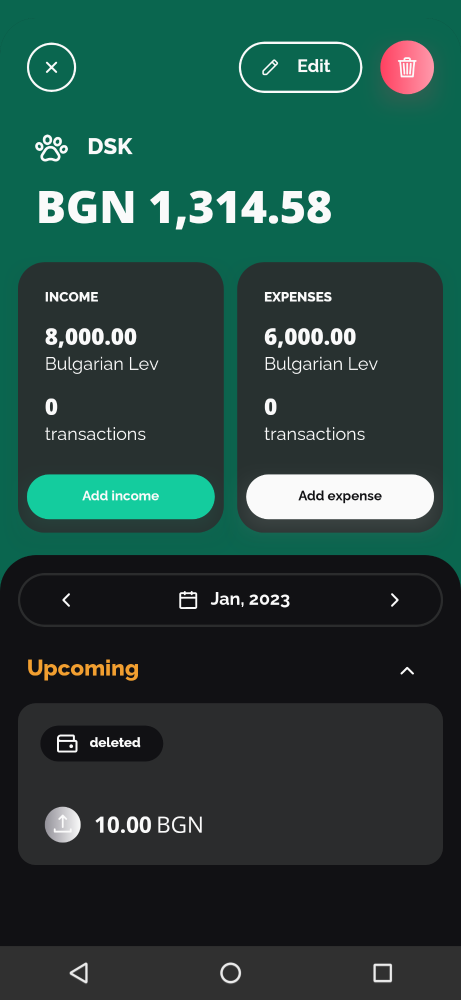 Edit
DSK
BGN 1,314.58
INCOME
8,000.00
Bulgarian Lev
0
transactions
Add income
EXPENSES
6,000.00
Bulgarian Lev
0
transactions
Add expense
Jan, 2023
Upcoming
deleted
10.00 BGN